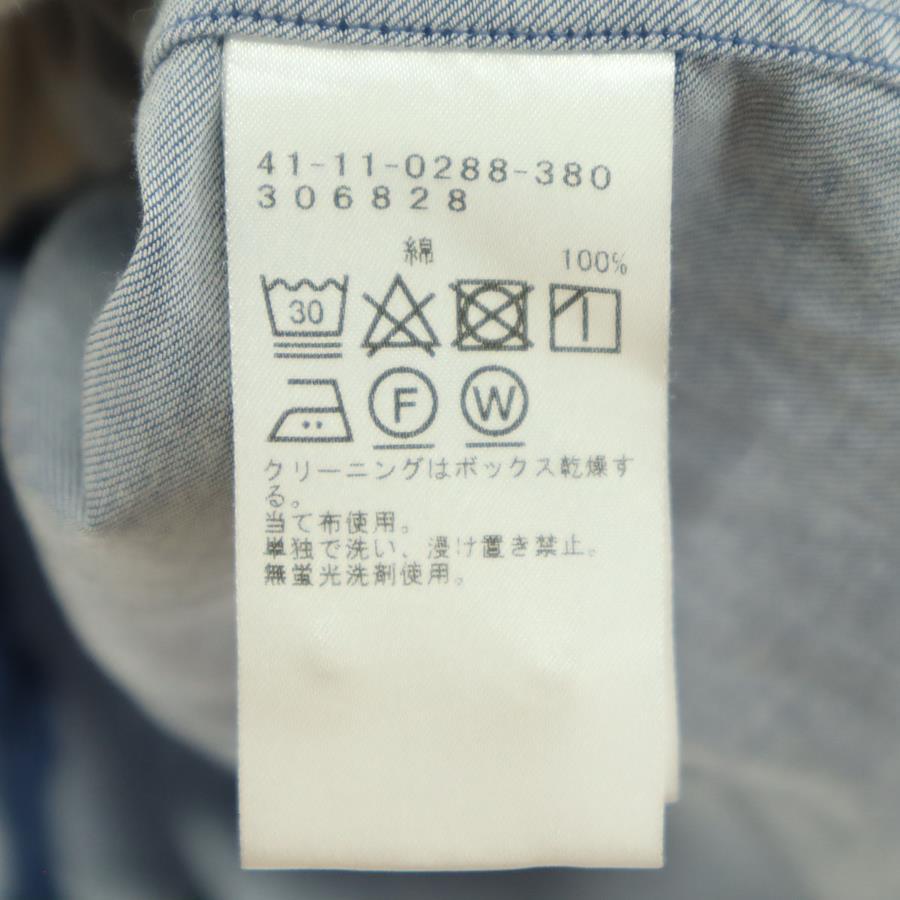 41-11-0288-380
306828
綿 100%
30
F W
クリーニングはボックス乾燥す
る。
当て布使用。
単独で洗い、浸け置き禁止。
無蛍光洗剤使用。